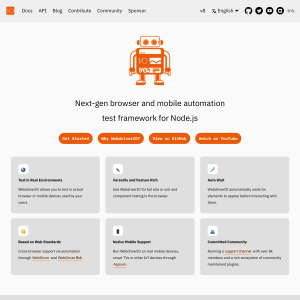 Docs API Blog Contribute Community Sponsor v8 English
Next-gen browser and mobile automation
test framework for Node.js
Get Started Why WebdriverIO? View on GitHub Watch on YouTube
Test in Real Environments
WebdriverIO allows you to test in actual
browser or mobile devices used by your
users.
Versatile and Feature Rich
Use WebdriverIO for full e2e or unit and
component testing in the browser.
Auto Wait
WebdriverIO automatically waits for
elements to appear before interacting with
them.
Based on Web Standards
Cross browser support via automation
through WebDriver and WebDriver Bidi.
Native Mobile Support
Run WebdriverIO on real mobile devices,
smart TVs or other IoT devices through
Appium.
Committed Community
Running a support channel with over 8k
members and a rich ecosystem of community
maintained plugins.